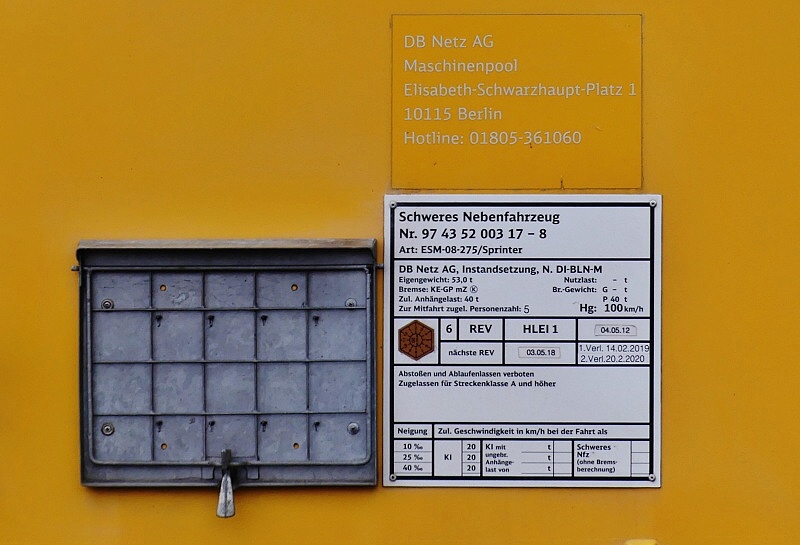 DB Netz AG
Maschinenpool
Elisabeth-Schwarzhaupt-Platz 1
10115 Berlin
Hotline: 01805-361060
Schweres Nebenfahrzeug
Nr. 97 43 52 003 17 – 8
Art: ESM-08-275/Sprinter
DB Netz AG, Instandsetzung, N. DI-BLN-M
Eigengewicht: 53,0 t Nutzlast: – t
Bremse: KE-GP mZ Ⓚ Br.-Gewicht: G – t
Zul. Anhängelast: 40 t P 40 t
Zur Mitfahrt zugel. Personenzahl: 5 Hg: 100 km/h
6 REV HLEI 1 04.05.12
nächste REV 03.05.18 1.Verl. 14.02.2019
2.Verl.20.2.2020
Abstoßen und Ablaufenlassen verboten
Zugelassen für Streckenklasse A und höher
Neigung Zul. Geschwindigkeit in km/h bei der Fahrt als
10 ‰ 20 Kl mit t Schweres
25 ‰ Kl 20 ungebr. t Nfz
40 ‰ 20 Anhänge- t (ohne Brems-
last von berechnung)